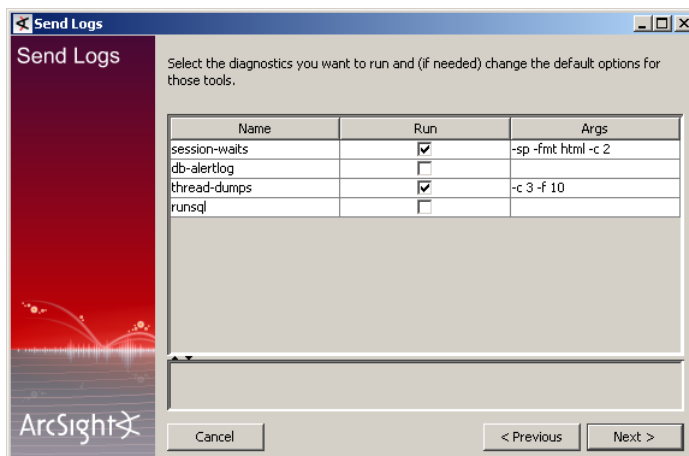 Send Logs
Send Logs
Select the diagnostics you want to run and (if needed) change the default options for
those tools.
Name Run Args
session-waits -sp -fmt html -c 2
db-alertlog
thread-dumps -c 3 -f 10
runsql
ArcSight
Cancel < Previous Next >